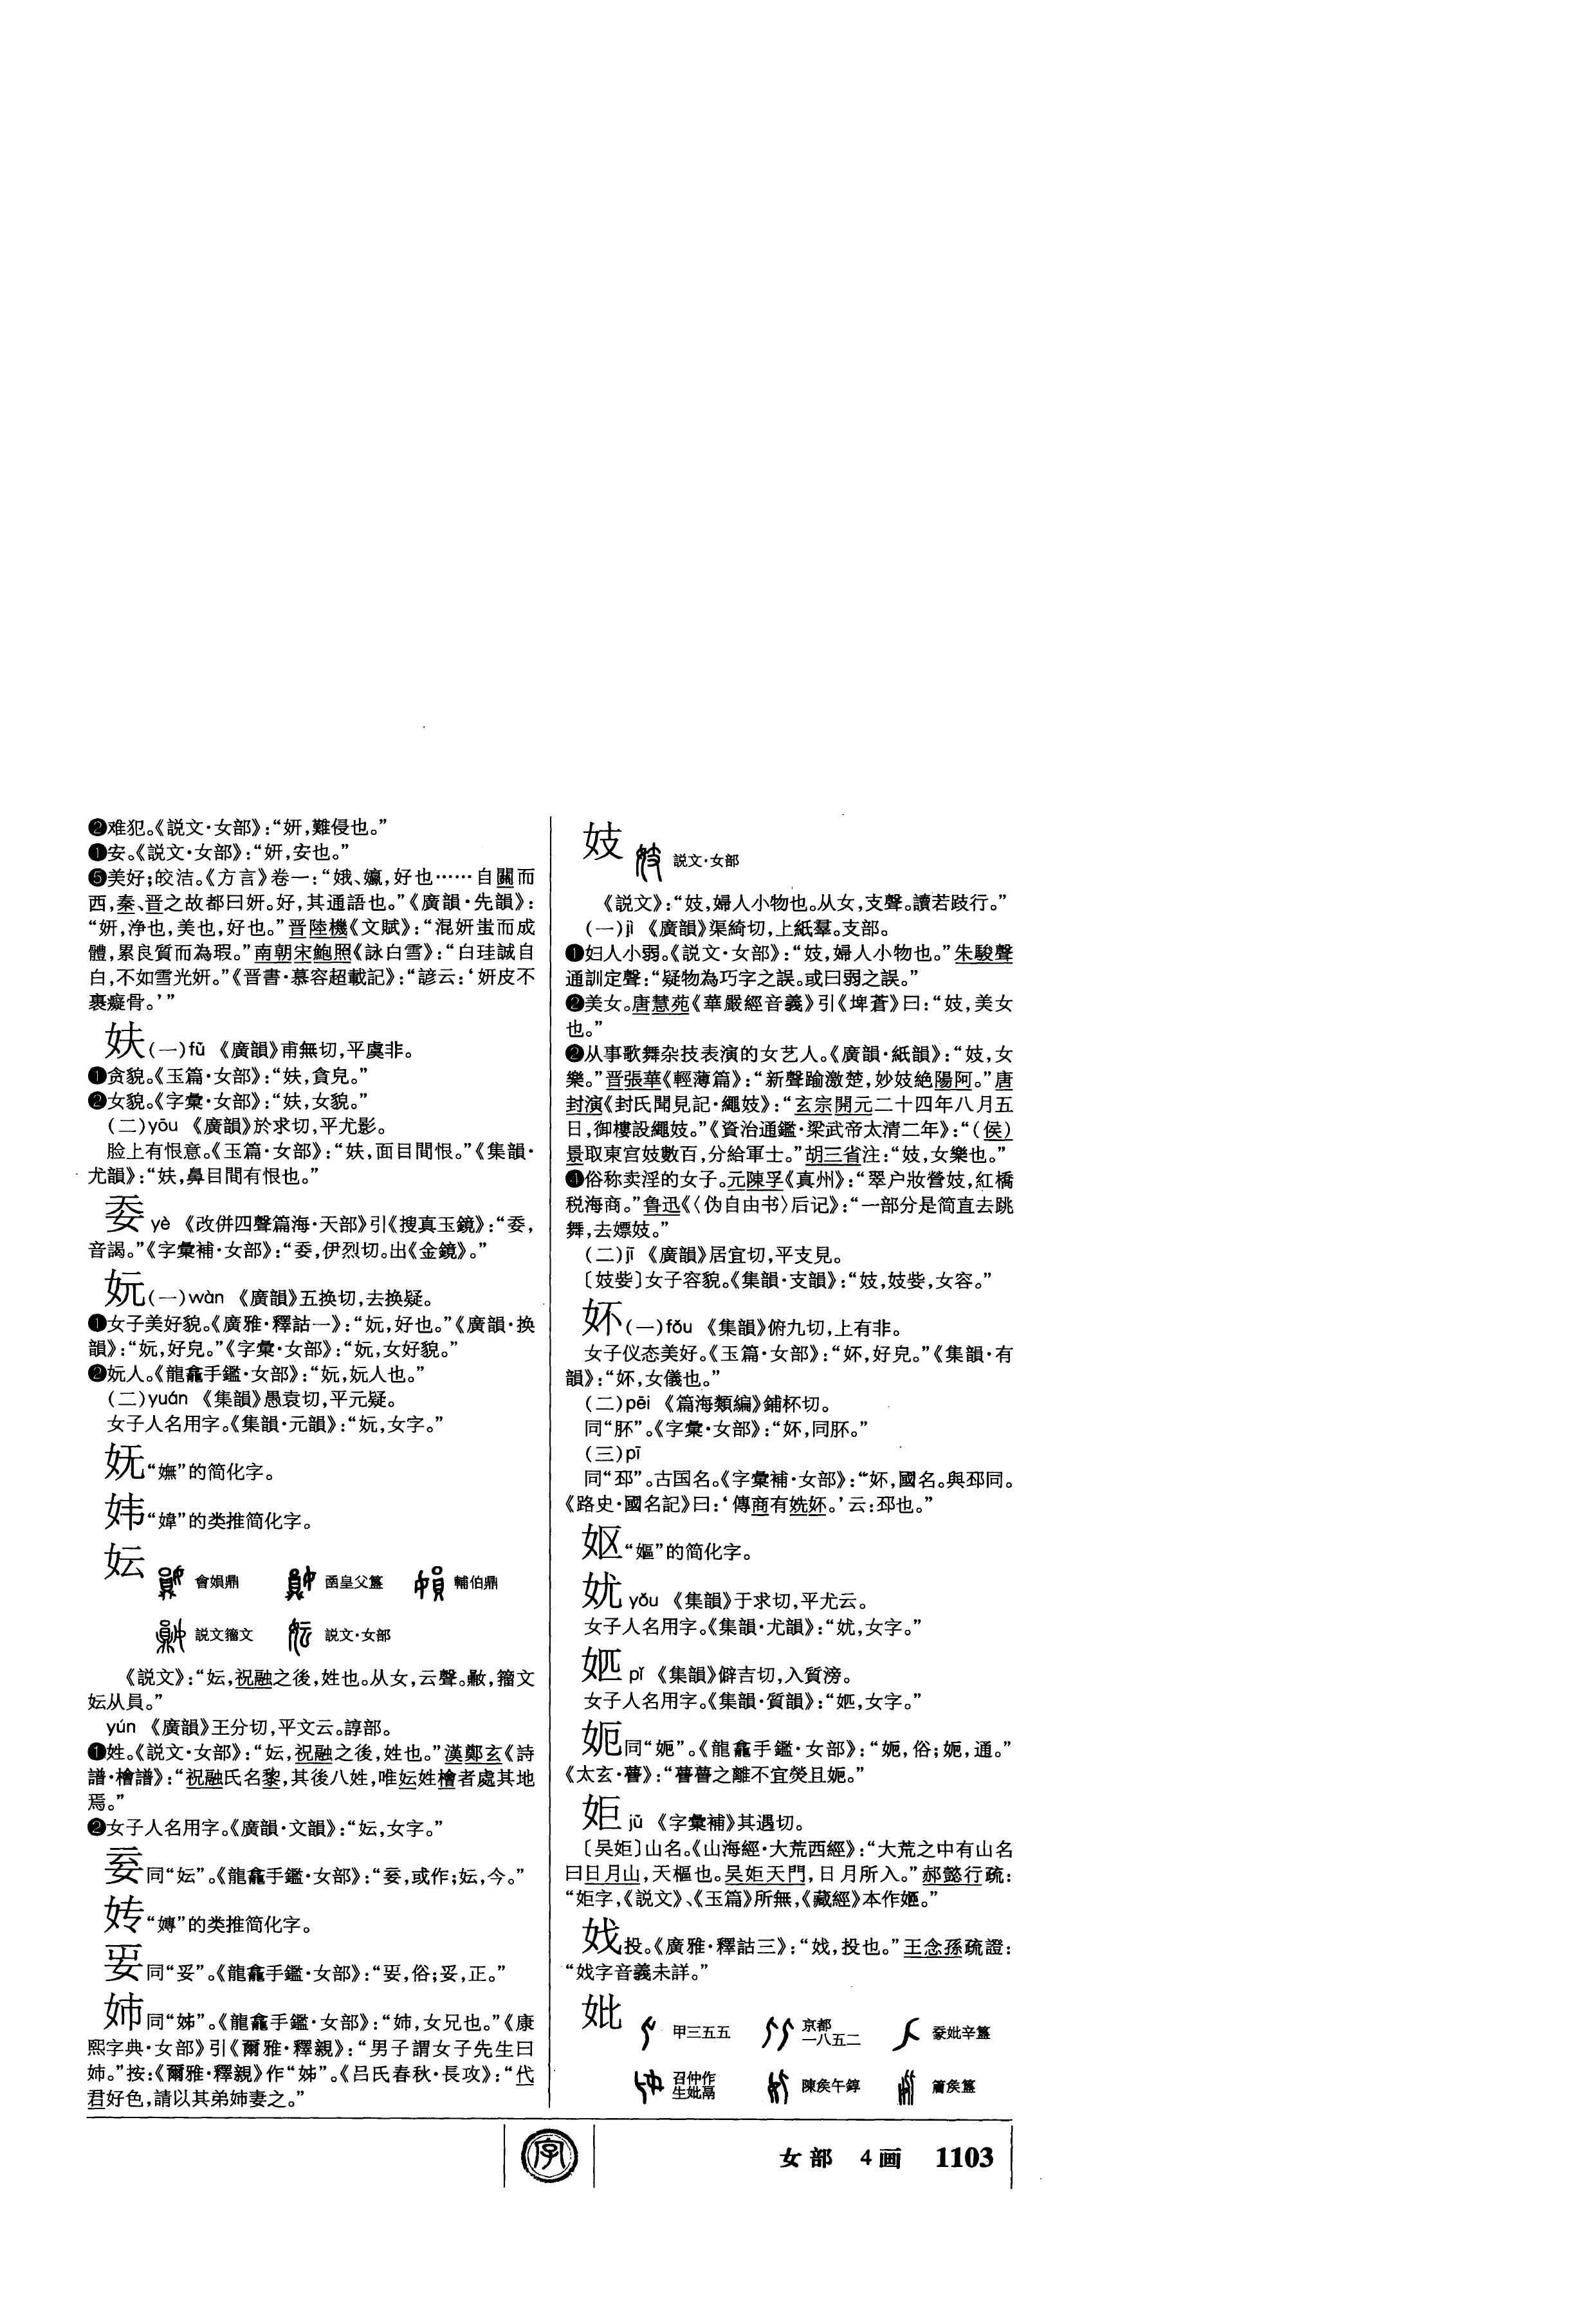 ❷难犯。《説文·女部》：“妍，難侵也。”
❶安。《説文·女部》：“妍，安也。”
❺美好；皎洁。《方言》卷一：“娥、㜲，好也……自關而
西，秦、晋之故都曰妍。好，其通語也。”《廣韻·先韻》：
“妍，浄也，美也，好也。”晋陸機《文賦》：“混妍蚩而成
體，累良質而為瑕。”南朝宋鮑照《詠白雪》：“白珪誠自
白，不如雪光妍。”《晋書·慕容超載記》：“諺云：‘妍皮不
裹癡骨。’”
妋(一)fū 《廣韻》甫無切，平虞非。
❶贪貌。《玉篇·女部》：“妋，貪皃。”
❷女貌。《字彙·女部》：“妋，女貌。”
(二)yōu 《廣韻》於求切，平尤影。
脸上有恨意。《玉篇·女部》：“妋，面目間恨。”《集韻·
尤韻》：“妋，鼻目間有恨也。”
yè 《改併四聲篇海·天部》引《搜真玉鏡》：“
音謁。”《字彙補·女部》：“伊烈切。出《金鏡》。”
妧(一)wàn 《廣韻》五换切，去换疑。
❶女子美好貌。《廣雅·釋詁一》：“妧，好也。”《廣韻·换
韻》：“妧，好皃。”《字彙·女部》：“妧，女好貌。”
❷妧人。《龍龕手鑑·女部》：“妧，妧人也。”
(二)yuán 《集韻》愚袁切，平元疑。
女子人名用字。《集韻·元韻》：“妧，女字。”
妩“嫵”的简化字。
“媁”的类推简化字。
妘
會娟鼎 函皇父簋 輔伯鼎
説文籀文 説文·女部
《説文》：“妘，祝融之後，姓也。从女，云聲。籀文
妘从員。”
yún 《廣韻》王分切，平文云。諄部。
❶姓。《説文·女部》：“妘，祝融之後，姓也。”漢鄭玄《詩
譜·檜譜》：“祝融氏名黎，其後八姓，唯妘姓檜者處其地
焉。”
❷女子人名用字。《廣韻·文韻》：“妘，女字。”
同“妘”。《龍龕手鑑·女部》：“或作；妘，今。”
“嫥”的类推简化字。
同“妥”。《龍龕手鑑·女部》：“俗；妥，正。”
姉同“姊”。《龍龕手鑑·女部》：“姉，女兄也。”《康
熙字典·女部》引《爾雅·釋親》：“男子謂女子先生曰
姉。”按：《爾雅·釋親》作“姊”。《吕氏春秋·長攻》：“代
君好色，請以其弟姉妻之。”
妓 説文·女部
《説文》：“妓，婦人小物也。从女，支聲。讀若跂行。”
(一)jì 《廣韻》渠綺切，上紙羣。支部。
❶妇人小弱。《説文·女部》：“妓，婦人小物也。”朱駿聲
通訓定聲：“疑物為巧字之誤。或曰弱之誤。”
❷美女。唐慧苑《華嚴經音義》引《埤蒼》曰：“妓，美女
也。”
❷从事歌舞杂技表演的女艺人。《廣韻·紙韻》：“妓，女
樂。”晋張華《輕薄篇》：“新聲踰激楚，妙妓絶陽阿。”唐
封演《封氏聞見記·繩妓》：“玄宗開元二十四年八月五
日，御樓設繩妓。”《資治通鑑·梁武帝太清二年》：“(侯)
景取東宫妓數百，分給軍士。”胡三省注：“妓，女樂也。”
❹俗称卖淫的女子。元陳孚《真州》：“翠户妝營妓，紅橋
税海商。”鲁迅《〈伪自由书〉后记》：“一部分是简直去跳
舞，去嫖妓。”
(二)jī 《廣韻》居宜切，平支見。
〔妓姕〕女子容貌。《集韻·支韻》：“妓，妓姕，女容。”
妚(一)fǒu 《集韻》俯九切，上有非。
女子仪态美好。《玉篇·女部》：“妚，好皃。”《集韻·有
韻》：“妚，女儀也。”
(二)pēi 《篇海類編》鋪杯切。
同“肧”。《字彙·女部》：“妚，同肧。”
(三)pī
同“邳”。古国名。《字彙補·女部》：“妚，國名。與邳同。
《路史·國名記》曰：‘傳商有姺妚。’云：邳也。”
妪“嫗”的简化字。
妔 yǒu 《集韻》于求切，平尤云。
女子人名用字。《集韻·尤韻》：“女字。”
pǐ 《集韻》僻吉切，入質滂。
女子人名用字。《集韻·質韻》：“女字。”
妮同“婗”。《龍龕手鑑·女部》：“俗；通。”
《太玄·瞢》：“瞢瞢之離不宜熒且妮。”
姖 jù 《字彙補》其遇切。
〔吴姖〕山名。《山海經·大荒西經》：“大荒之中有山名
曰日月山，天樞也。吴姖天門，日月所入。”郝懿行疏：
“姖字，《説文》、《玉篇》所無，《藏經》本作姬。”
投。《廣雅·釋詁三》：“投也。”王念孫疏證：
“字音義未詳。”
妣
甲三五五 京都一八五二 妣辛簋
召仲作生妣鬲 陳侯午錞 簫侯簋
女部 4画 1103